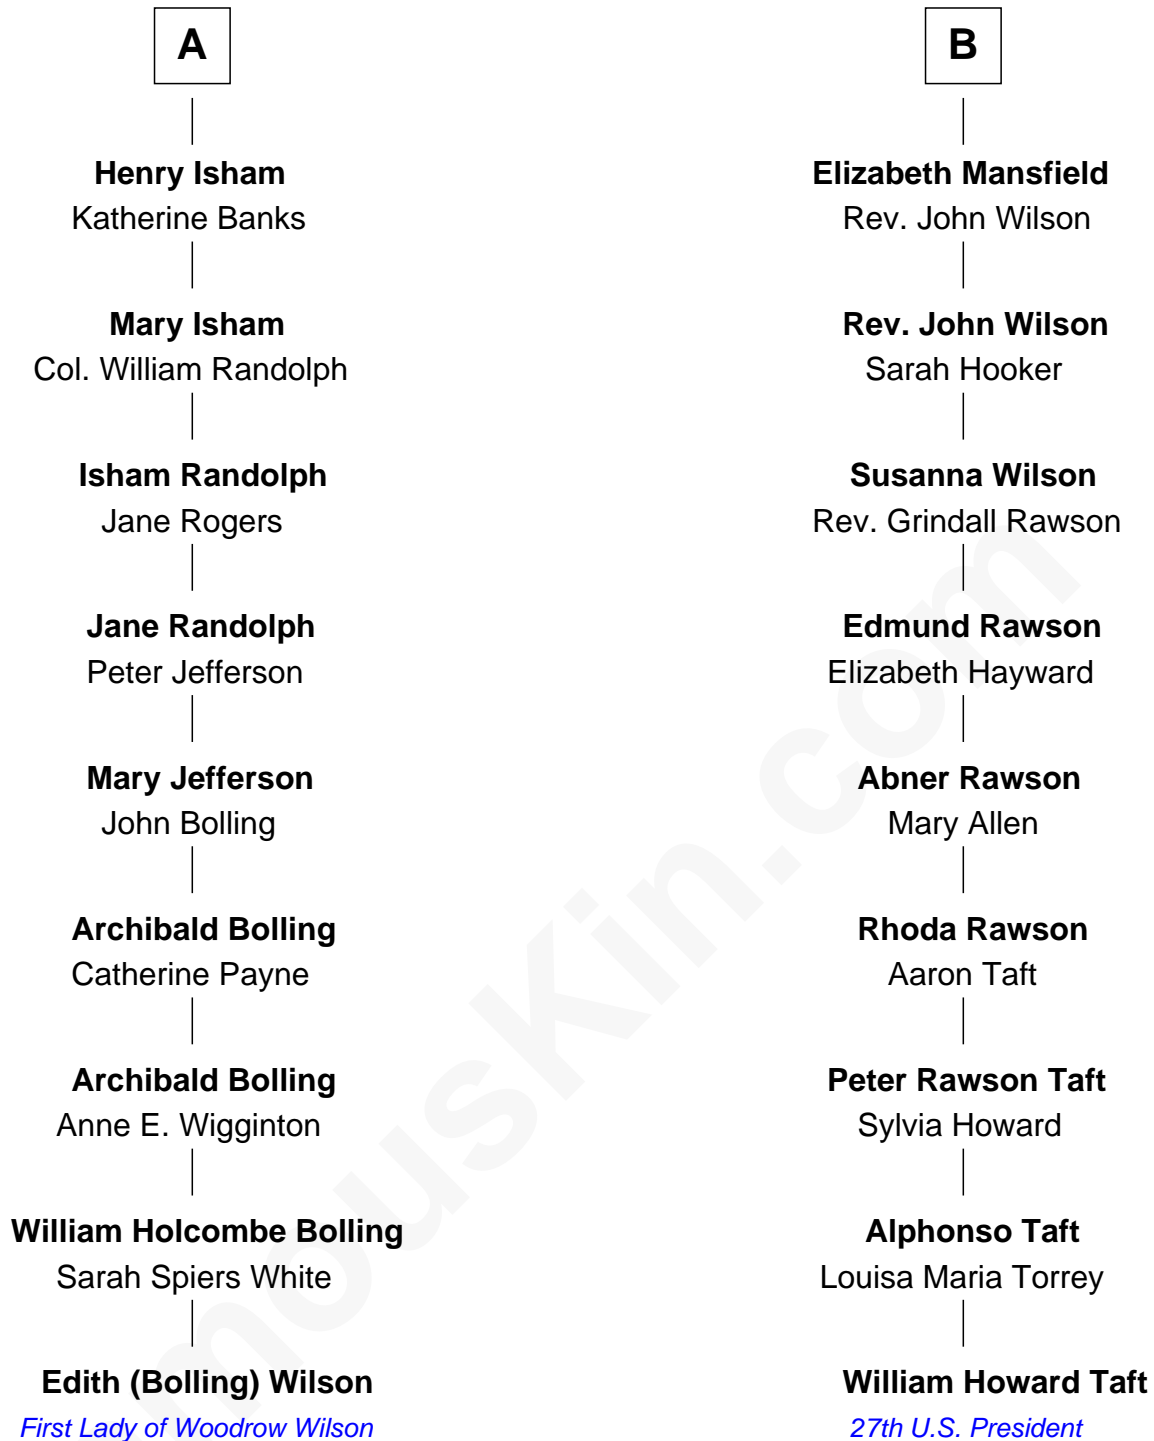 A
Henry Isham
Katherine Banks
Mary Isham
Col. William Randolph
Isham Randolph
Jane Rogers
Jane Randolph
Peter Jefferson
Mary Jefferson
John Bolling
Archibald Bolling
Catherine Payne
Archibald Bolling
Anne E. Wigginton
William Holcombe Bolling
Sarah Spiers White
Edith (Bolling) Wilson
First Lady of Woodrow Wilson
B
Elizabeth Mansfield
Rev. John Wilson
Rev. John Wilson
Sarah Hooker
Susanna Wilson
Rev. Grindall Rawson
Edmund Rawson
Elizabeth Hayward
Abner Rawson
Mary Allen
Rhoda Rawson
Aaron Taft
Peter Rawson Taft
Sylvia Howard
Alphonso Taft
Louisa Maria Torrey
William Howard Taft
27th U.S. President
mousKin.com